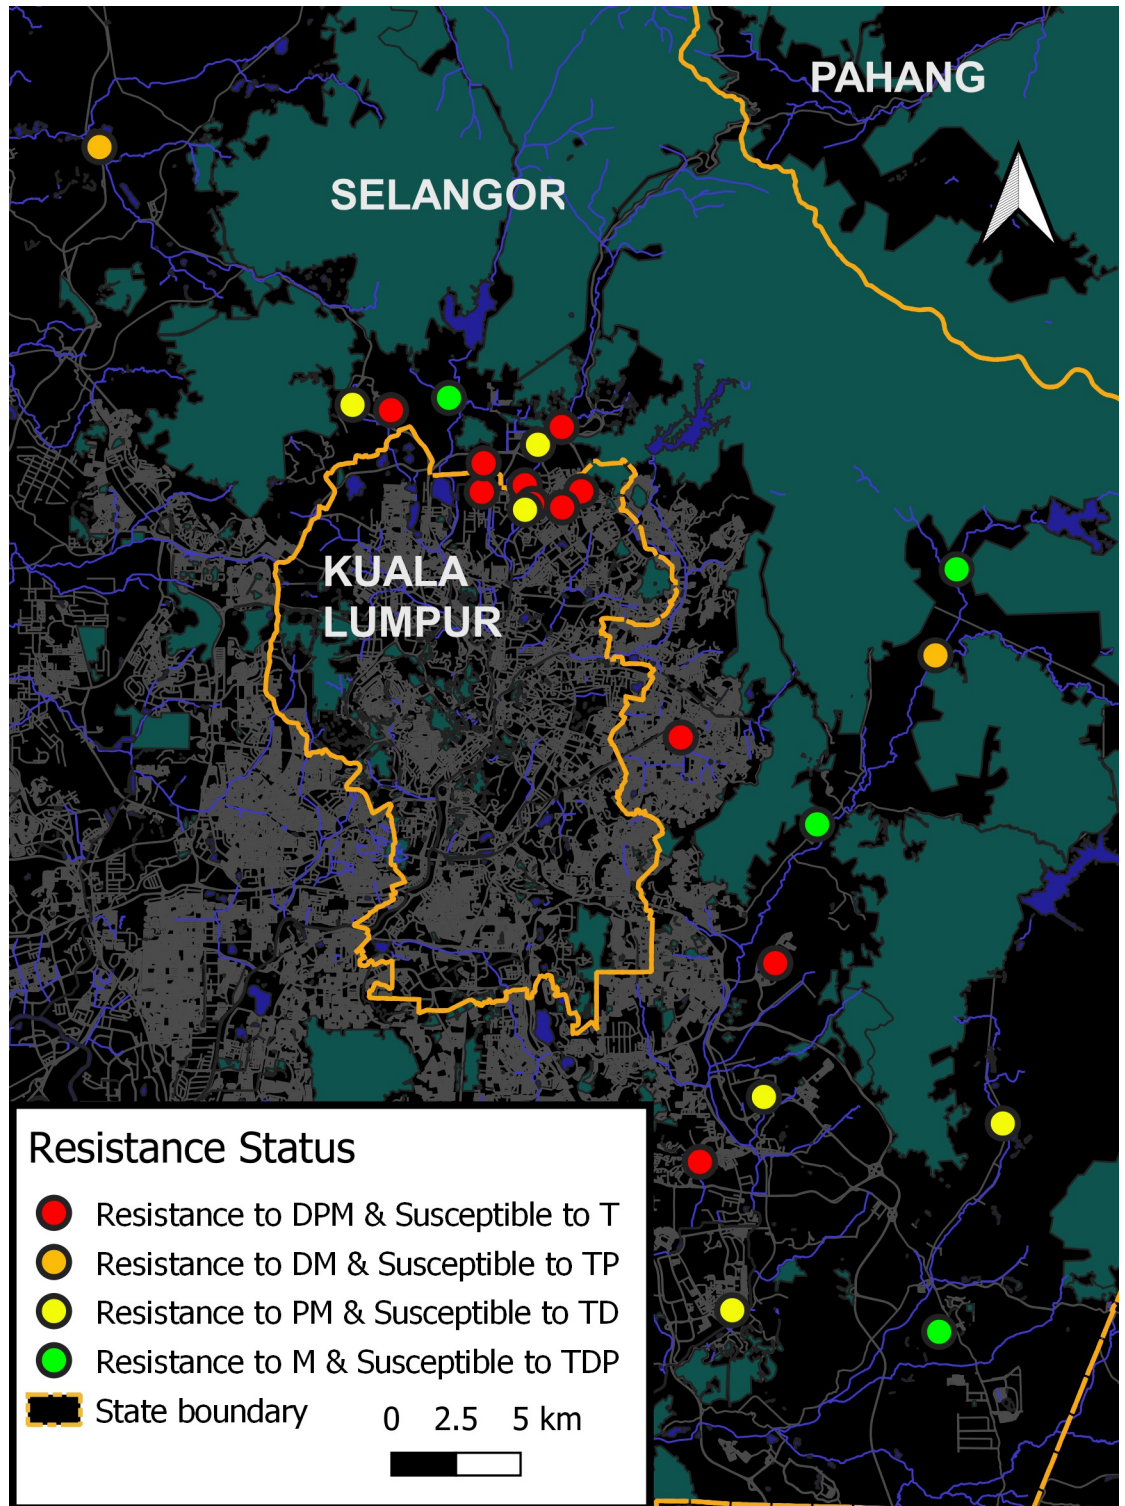 PAHANG
SELANGOR
KUALA
LUMPUR
Resistance Status
Resistance to DPM & Susceptible to T
Resistance to DM & Susceptible to TP
Resistance to PM & Susceptible to TD
Resistance to M & Susceptible to TDP
State boundary
0 2.5 5 km